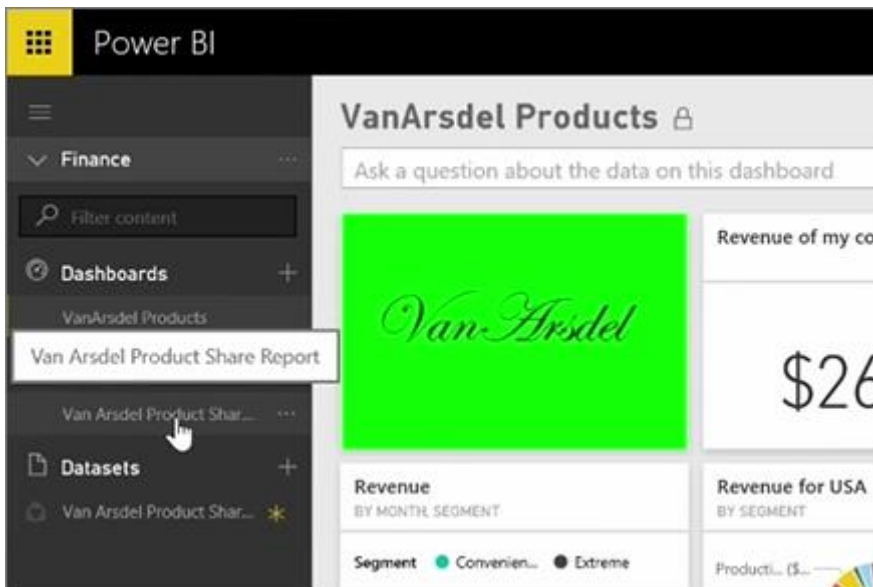 Power BI
Finance
Filter content
Dashboards
VanArsdel Products
Van Arsdel Product Share Report
Van Arsdel Product Shar...
Datasets
Van Arsdel Product Shar...
VanArsdel Products
Ask a question about the data on this dashboard
Van Arsdel
Revenue of my co
$26
Revenue
BY MONTH, SEGMENT
Segment Convenien... Extreme
Revenue for USA
BY SEGMENT
Producti... ($...